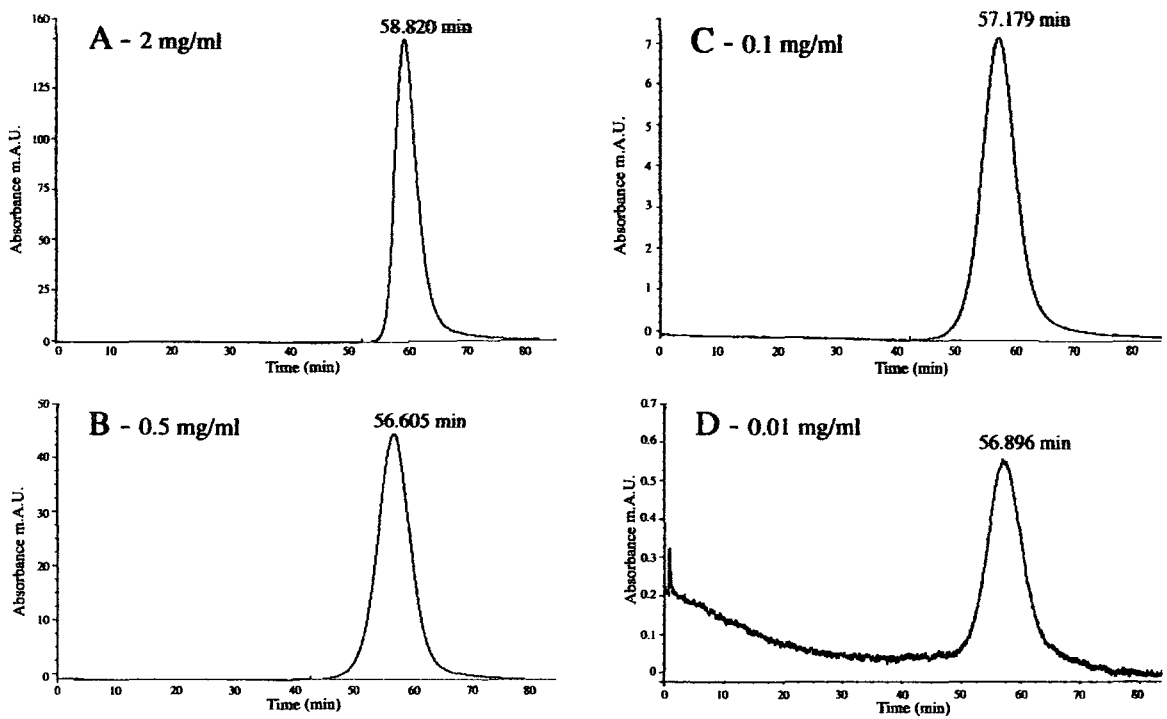 A - 2 mg/ml
58.820 min
160
125
100
75
50
25
0
Absorbance m.A.U.
0 10 20 30 40 50 60 70 80
Time (min)
C - 0.1 mg/ml
57.179 min
7
6
5
4
3
2
1
0
Absorbance m.A.U.
0 10 20 30 40 50 60 70 80
Time (min)
B - 0.5 mg/ml
56.605 min
50
40
30
20
10
0
Absorbance m.A.U.
0 10 20 30 40 50 60 70 80
Time (min)
D - 0.01 mg/ml
56.896 min
0.7
0.6
0.5
0.4
0.3
0.2
0.1
0
Absorbance m.A.U.
0 10 20 30 40 50 60 70 80
Time (min)